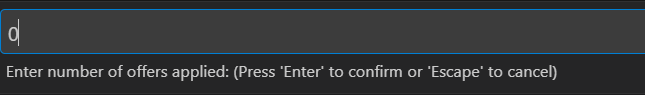 0
Enter number of offers applied: (Press 'Enter' to confirm or 'Escape' to cancel)